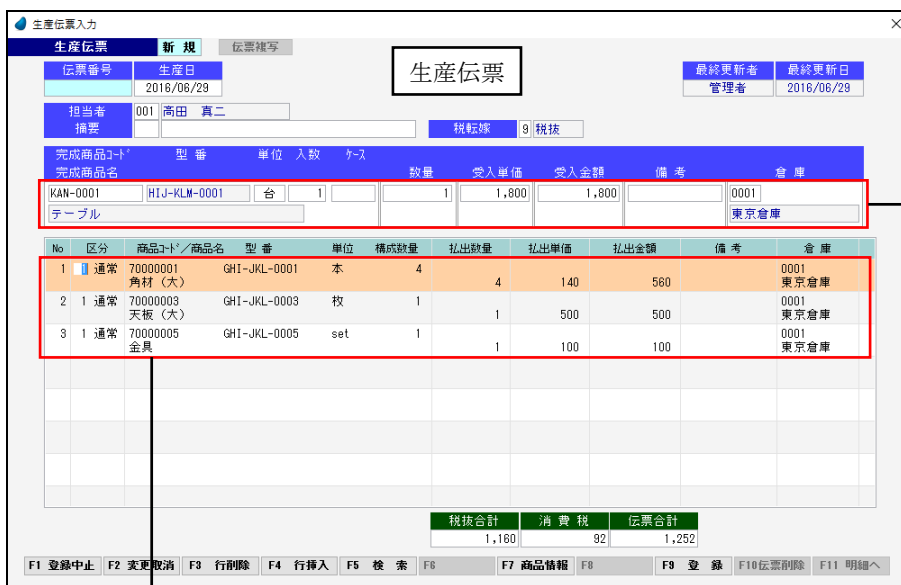 生産伝票入力
生産伝票 新 規 伝票複写
生産伝票
伝票番号 生産日 最終更新者 最終更新日
2016/06/29 管理者 2016/06/29
担当者 001 高田 真二
摘要 税転嫁 9 税抜
完成商品ｺｰﾄﾞ 型 番 単位 入数 ｹｰｽ
完成商品名 数量 受入単価 受入金額 備 考 倉 庫
KAN-0001 HIJ-KLM-0001 台 1 1 1,800 1,800 0001
テーブル 東京倉庫
No 区分 商品ｺｰﾄﾞ／商品名 型 番 単位 構成数量 払出数量 払出単価 払出金額 備 考 倉 庫
1 1 通常 70000001 GHI-JKL-0001 本 4 0001
角材（大） 4 140 560 東京倉庫
2 1 通常 70000003 GHI-JKL-0003 枚 1 0001
天板（大） 1 500 500 東京倉庫
3 1 通常 70000005 GHI-JKL-0005 set 1 0001
金具 1 100 100 東京倉庫
税抜合計 消 費 税 伝票合計
1,160 92 1,252
F1 登録中止 F2 変更取消 F3 行削除 F4 行挿入 F5 検 索 F6 F7 商品情報 F8 F9 登 録 F10伝票削除 F11 明細へ